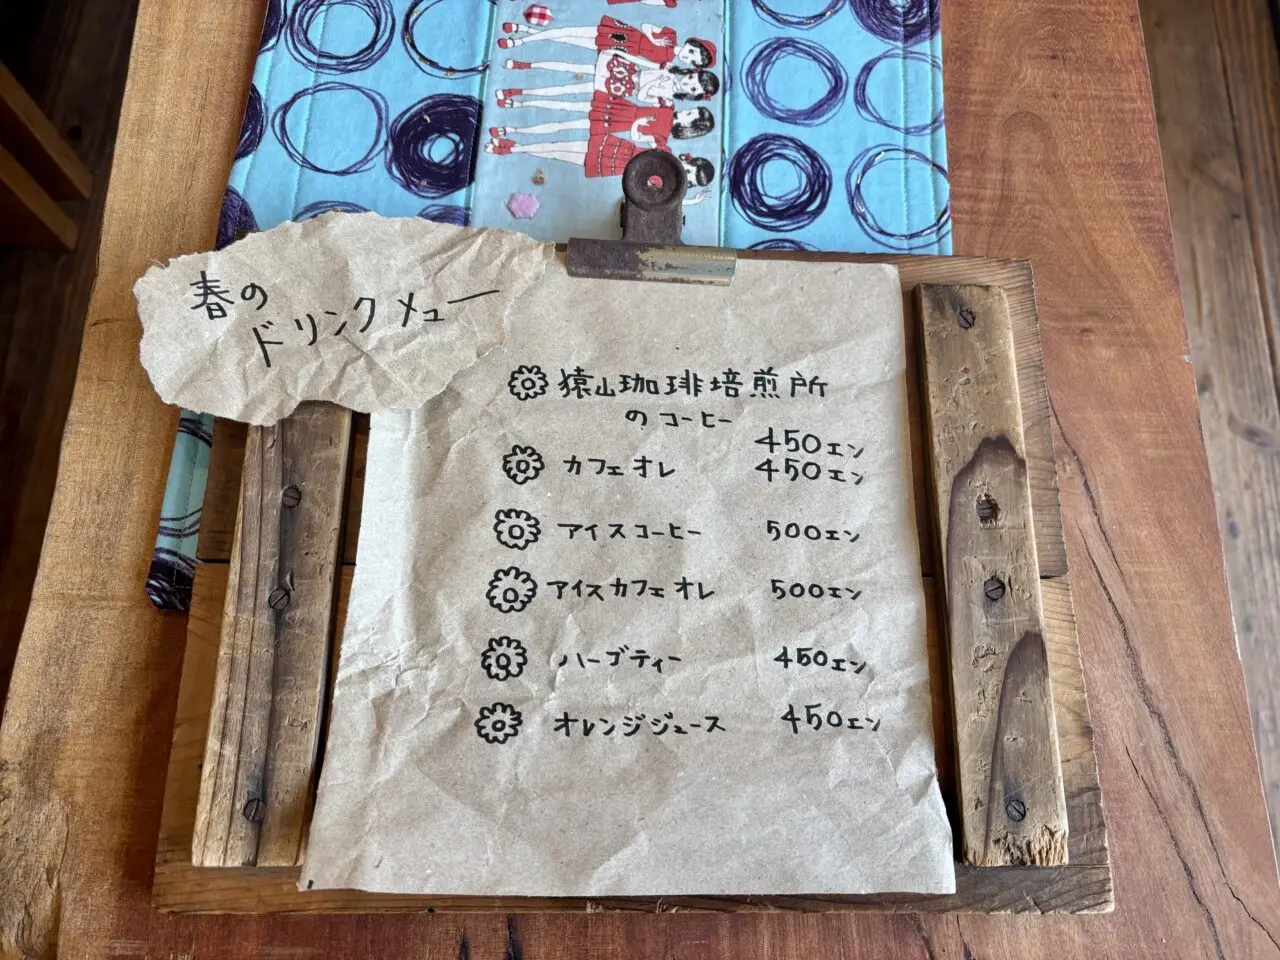 春の
ドリンクメュー
猿山珈琲培煎所
のコーヒー
450エン
カフェオレ 450エン
アイスコーヒー 500エン
アイスカフェオレ 500エン
ハーブティー 450エン
オレンジジュース 450エン